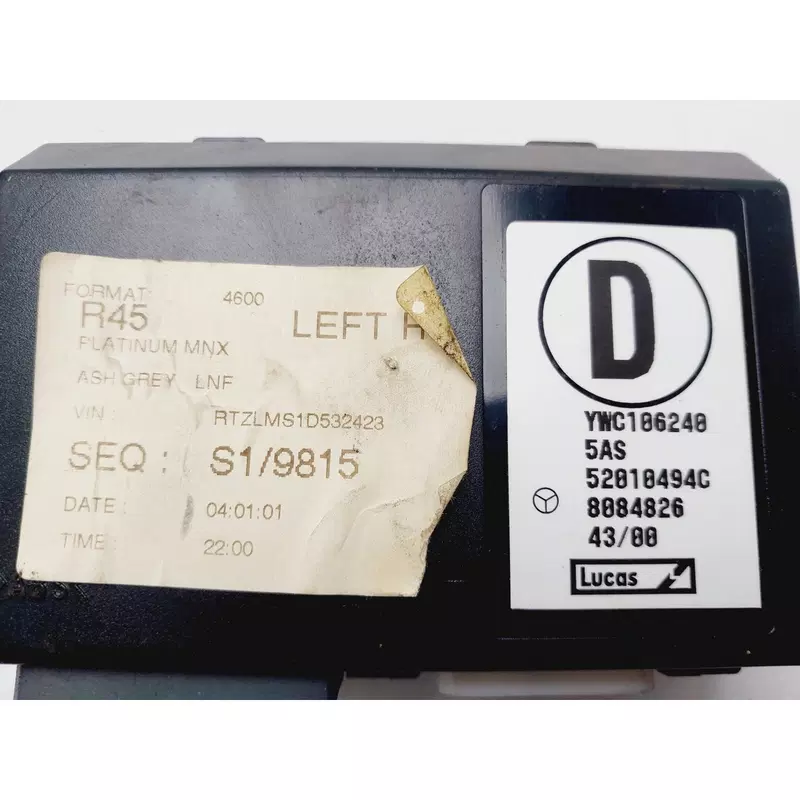 FORMAT: 4600
R45 LEFT H
PLATINUM MNX
ASH GREY LNF
VIN : RTZLMS1D532423
SEQ : S1/9815
DATE : 04:01:01
TIME : 22:00
D
YWC106240
5AS
52010494C
8084826
43/00
Lucas